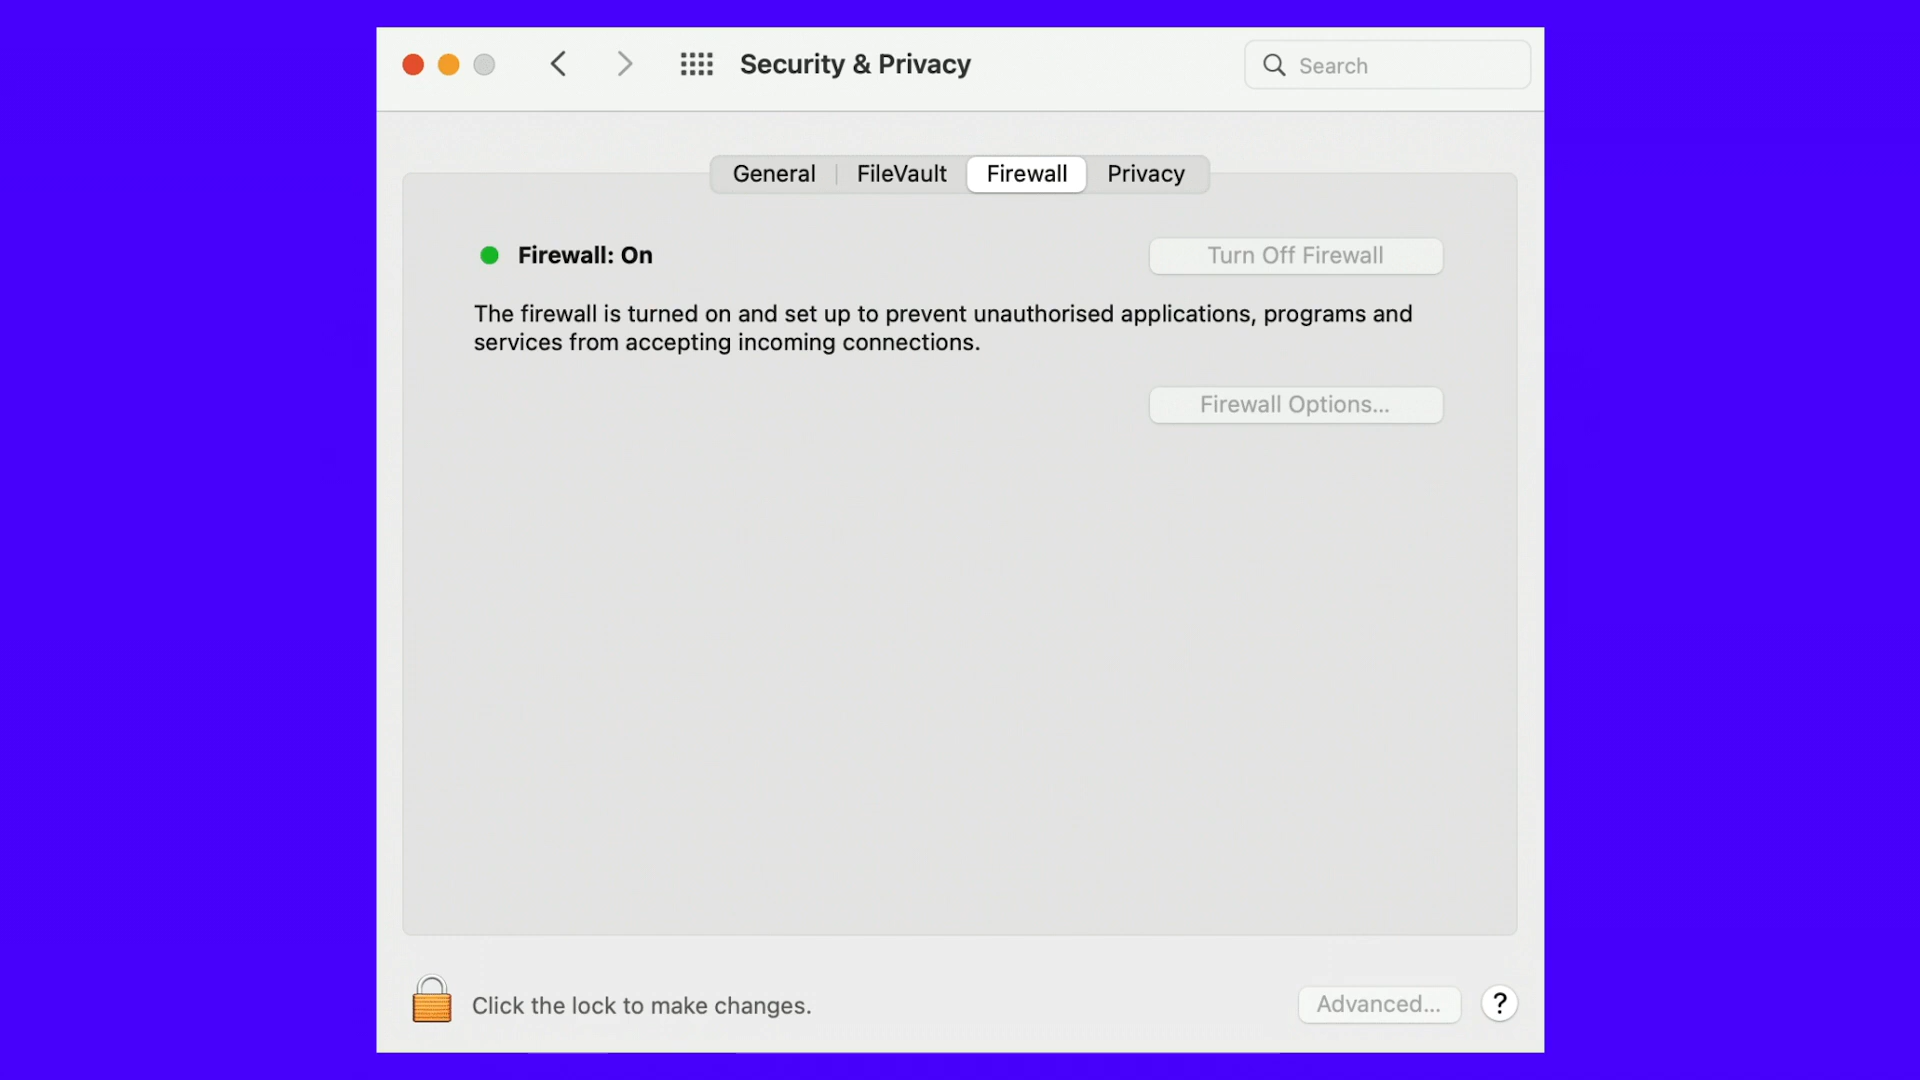 Security & Privacy
Search
General
FileVault
Firewall
Privacy
Firewall: On
Turn Off Firewall
The firewall is turned on and set up to prevent unauthorised applications, programs and
services from accepting incoming connections.
Firewall Options...
Click the lock to make changes.
Advanced...
?